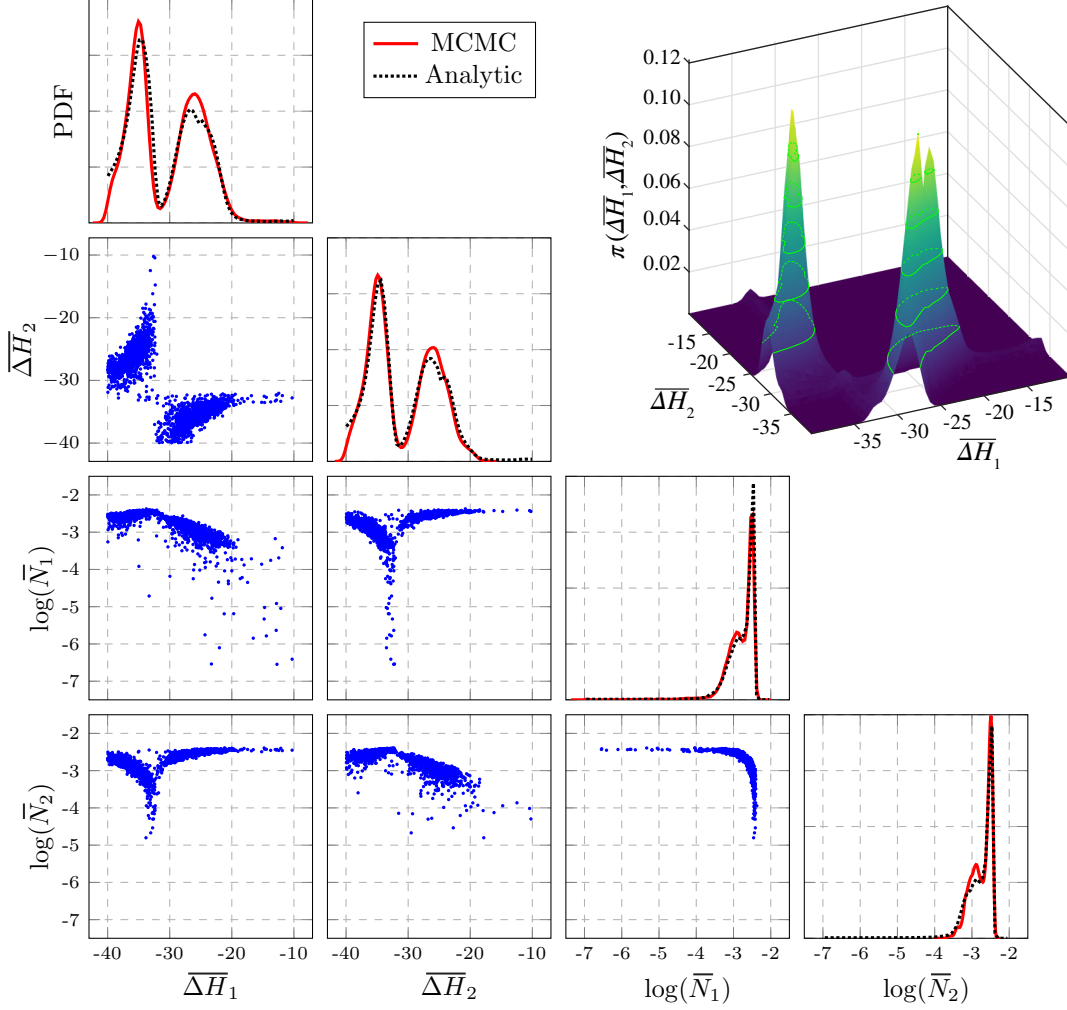 MCMC
Analytic
PDF
0.12
0.10
0.08
0.06
0.04
0.02
π(ΔH̅₁,ΔH̅₂)
-15
-20
-25
-30
-35
ΔH̅₂
-35
-30
-25
-20
-15
ΔH̅₁
−10
−20
−30
−40
ΔH̅₂
-2
-3
-4
-5
-6
-7
log(N̅₁)
-2
-3
-4
-5
-6
-7
log(N̅₂)
-40 -30 -20 -10
-40 -30 -20 -10
-7 -6 -5 -4 -3 -2
-7 -6 -5 -4 -3 -2
ΔH̅₁
ΔH̅₂
log(N̅₁)
log(N̅₂)